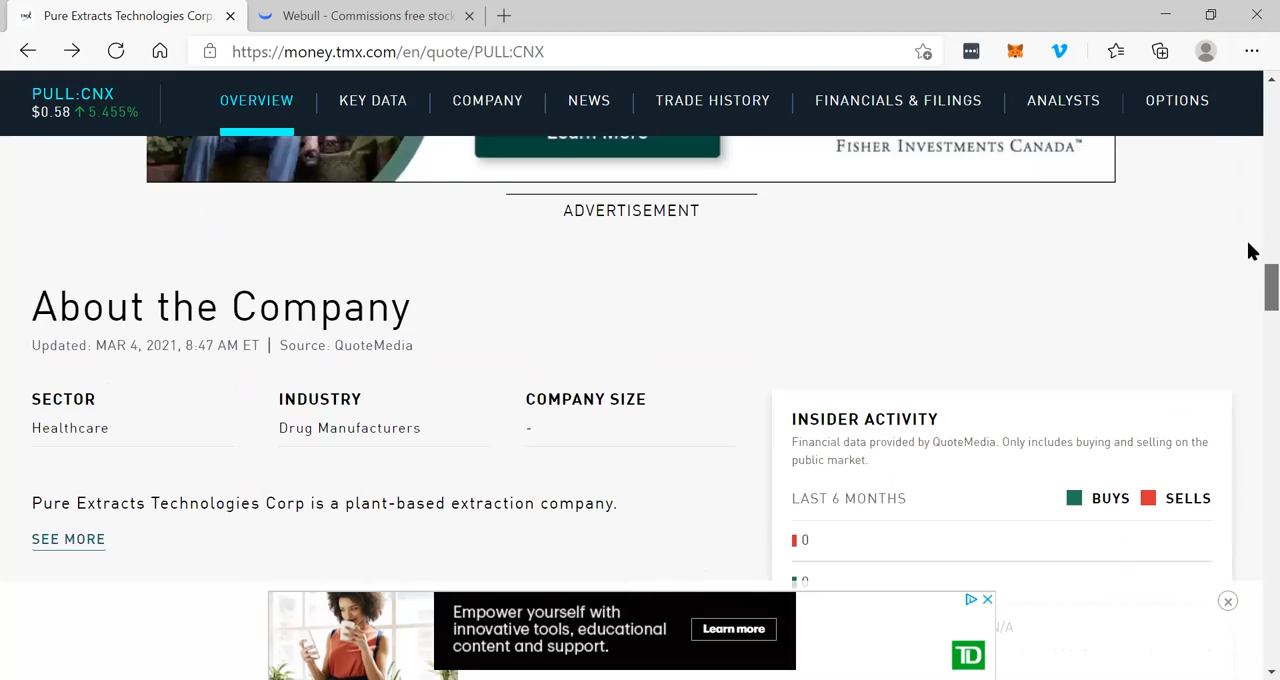 Pure Extracts Technologies Corp.
Webull - Commissions free stock
https://money.tmx.com/en/quote/PULL:CNX
PULL:CNX
$0.58 ↑ 5.455%
OVERVIEW
KEY DATA
COMPANY
NEWS
TRADE HISTORY
FINANCIALS & FILINGS
ANALYSTS
OPTIONS
Learn More
FISHER INVESTMENTS CANADA™
ADVERTISEMENT
About the Company
Updated: MAR 4, 2021, 8:47 AM ET | Source: QuoteMedia
SECTOR
INDUSTRY
COMPANY SIZE
Healthcare
Drug Manufacturers
-
Pure Extracts Technologies Corp is a plant-based extraction company.
SEE MORE
INSIDER ACTIVITY
Financial data provided by QuoteMedia. Only includes buying and selling on the
public market.
LAST 6 MONTHS
BUYS
SELLS
0
0
N/A
Empower yourself with
innovative tools, educational
content and support.
Learn more
TD